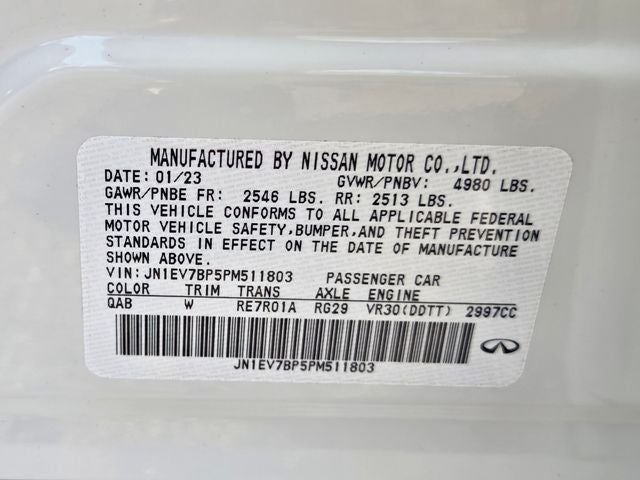 MANUFACTURED BY NISSAN MOTOR CO.,LTD.
DATE: 01/23 GVWR/PNBV: 4980 LBS.
GAWR/PNBE FR: 2546 LBS. RR: 2513 LBS.
THIS VEHICLE CONFORMS TO ALL APPLICABLE FEDERAL
MOTOR VEHICLE SAFETY,BUMPER,AND THEFT PREVENTION
STANDARDS IN EFFECT ON THE DATE OF MANUFACTURE
SHOWN ABOVE.
VIN:JN1EV7BP5PM511803 PASSENGER CAR
COLOR TRIM TRANS AXLE ENGINE
QAB W RE7R01A RG29 VR30(DDTT) 2997CC
JN1EV7BP5PM511803